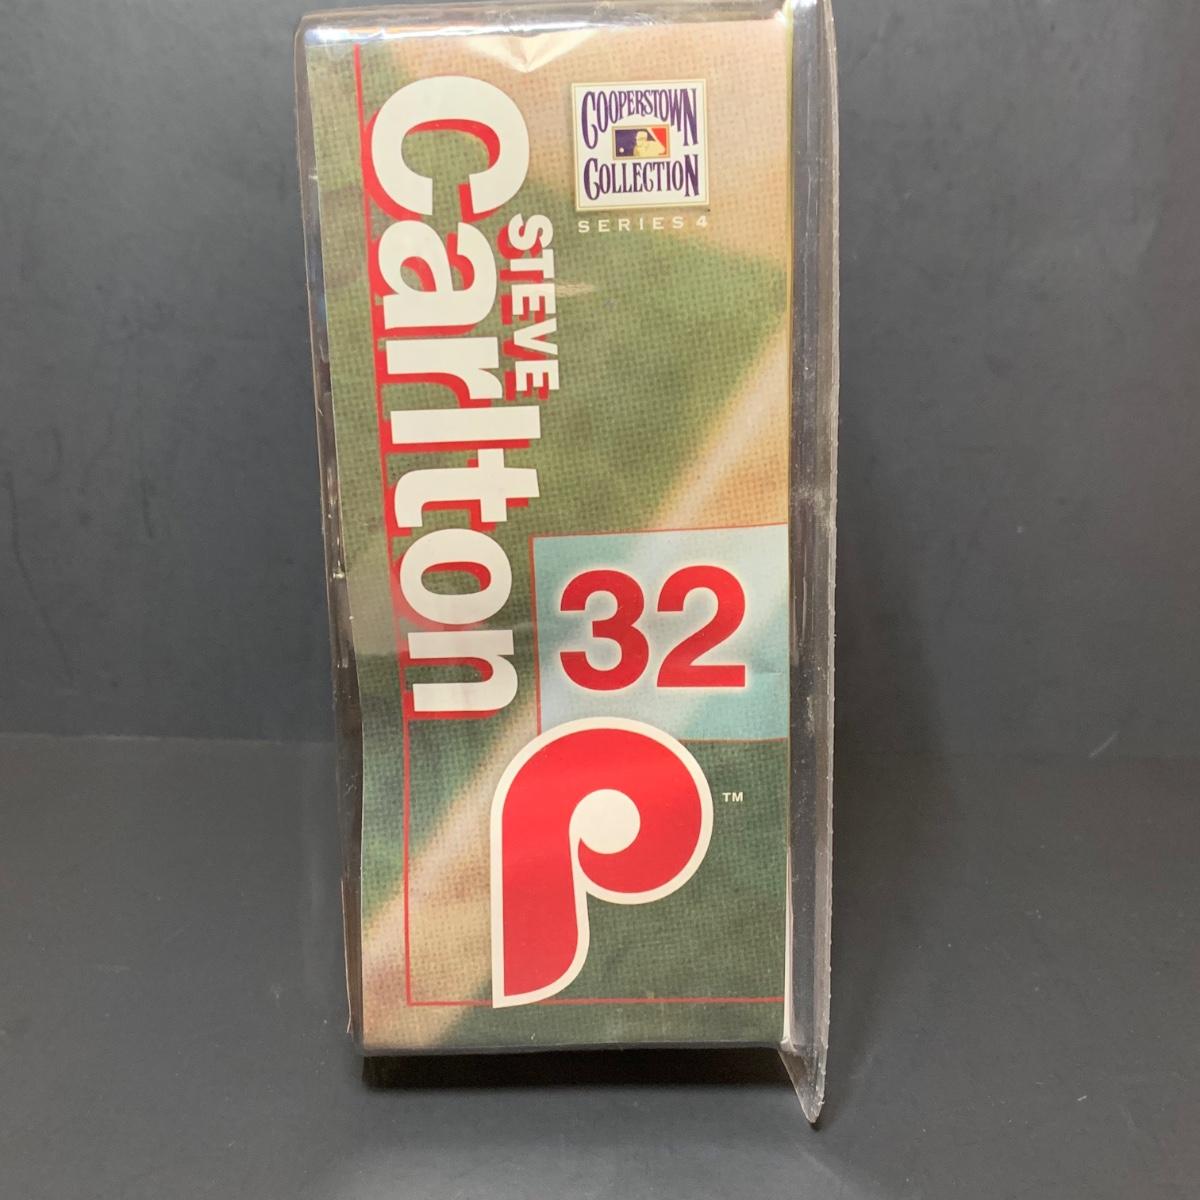 COOPERSTOWN
COLLECTION
SERIES 4
STEVE
Carlton
32
P
TM